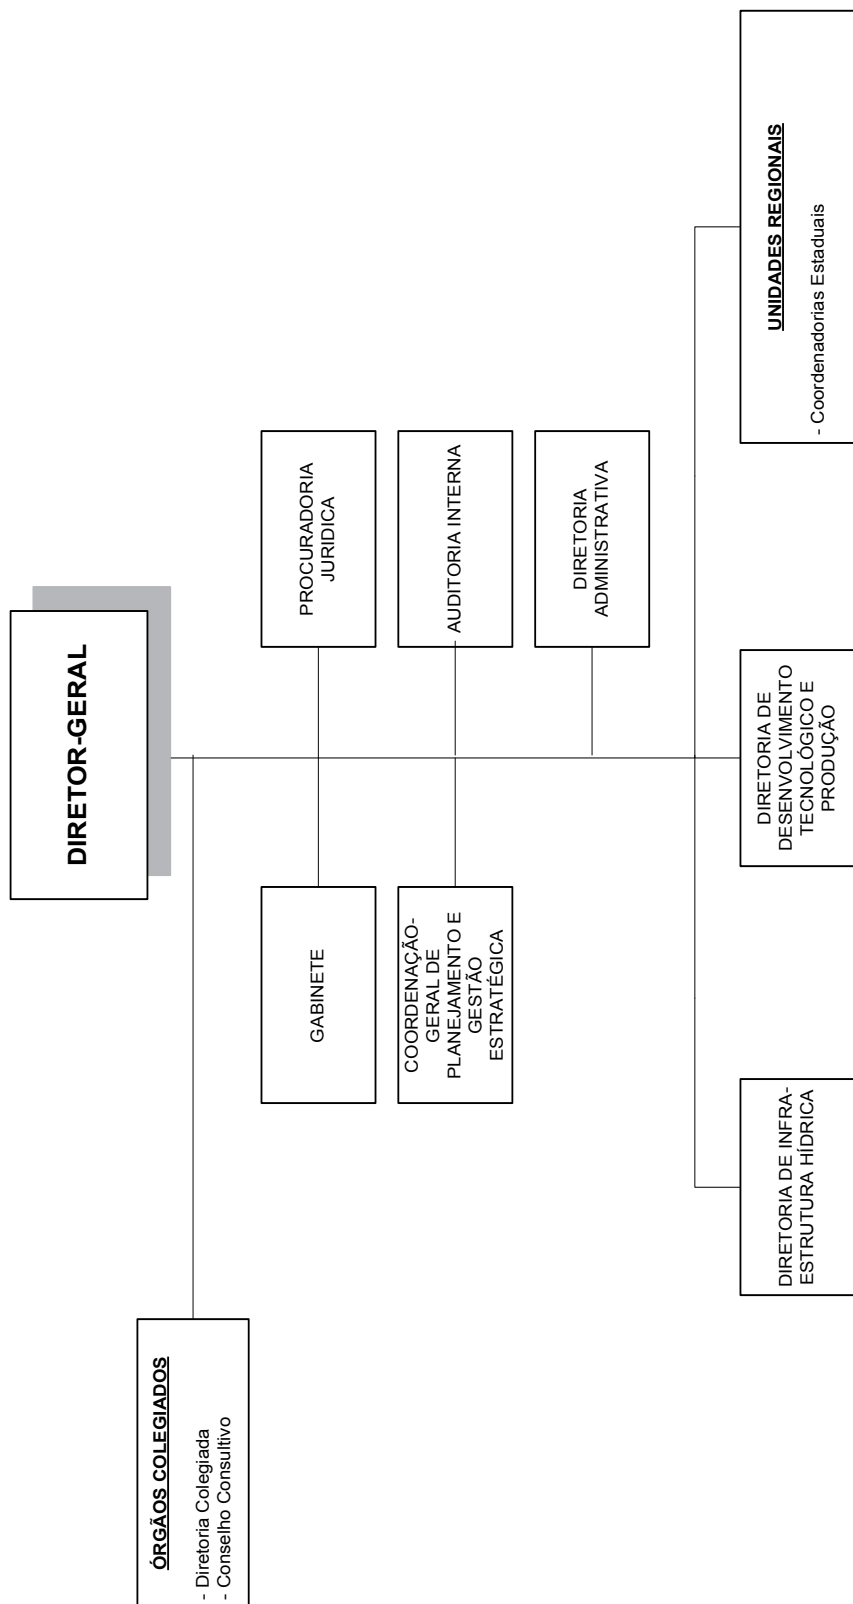 DIRETOR-GERAL
ÓRGÃOS COLEGIADOS
- Diretoria Colegiada
- Conselho Consultivo
GABINETE
PROCURADORIA
JURIDICA
COORDENAÇÃO-
GERAL DE
PLANEJAMENTO E
GESTÃO
ESTRATÉGICA
AUDITORIA INTERNA
DIRETORIA
ADMINISTRATIVA
DIRETORIA DE INFRA-
ESTRUTURA HÍDRICA
DIRETORIA DE
DESENVOLVIMENTO
TECNOLÓGICO E
PRODUÇÃO
UNIDADES REGIONAIS
- Coordenadorias Estaduais